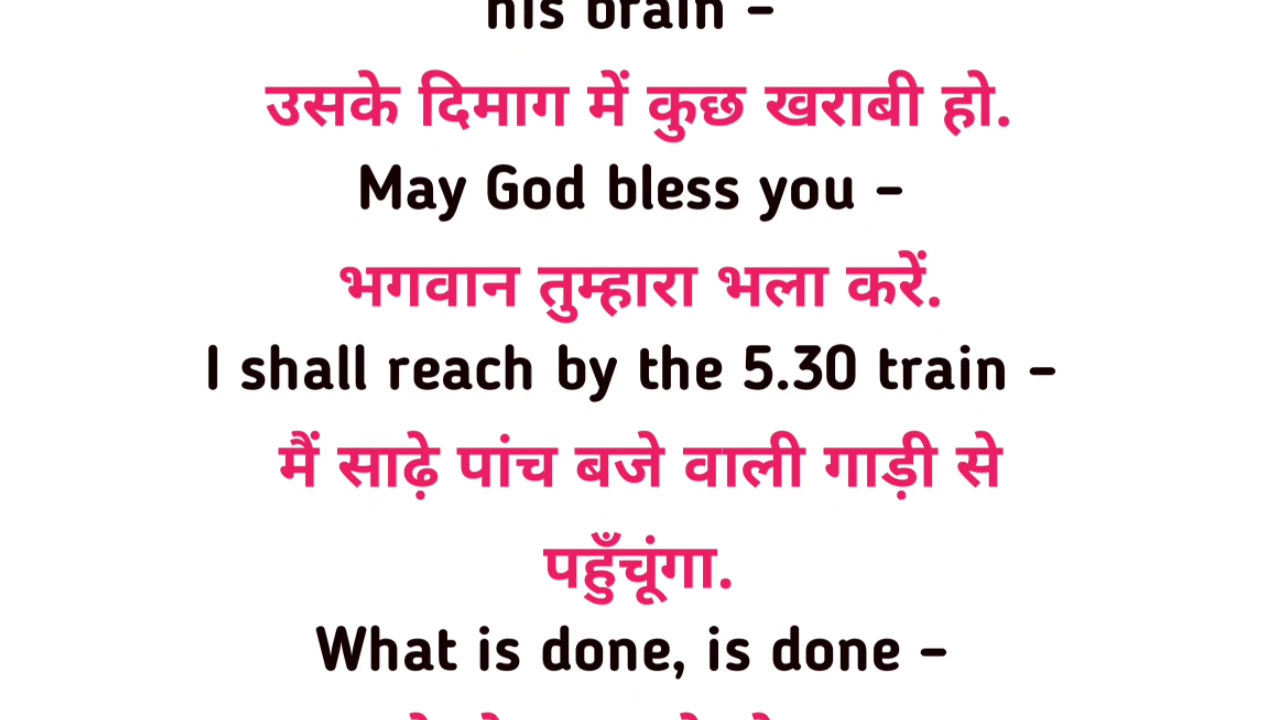 his brain –
उसके दिमाग में कुछ खराबी हो.
May God bless you –
भगवान तुम्हारा भला करें.
I shall reach by the 5.30 train –
मैं साढ़े पांच बजे वाली गाड़ी से
पहुँचूंगा.
What is done, is done –